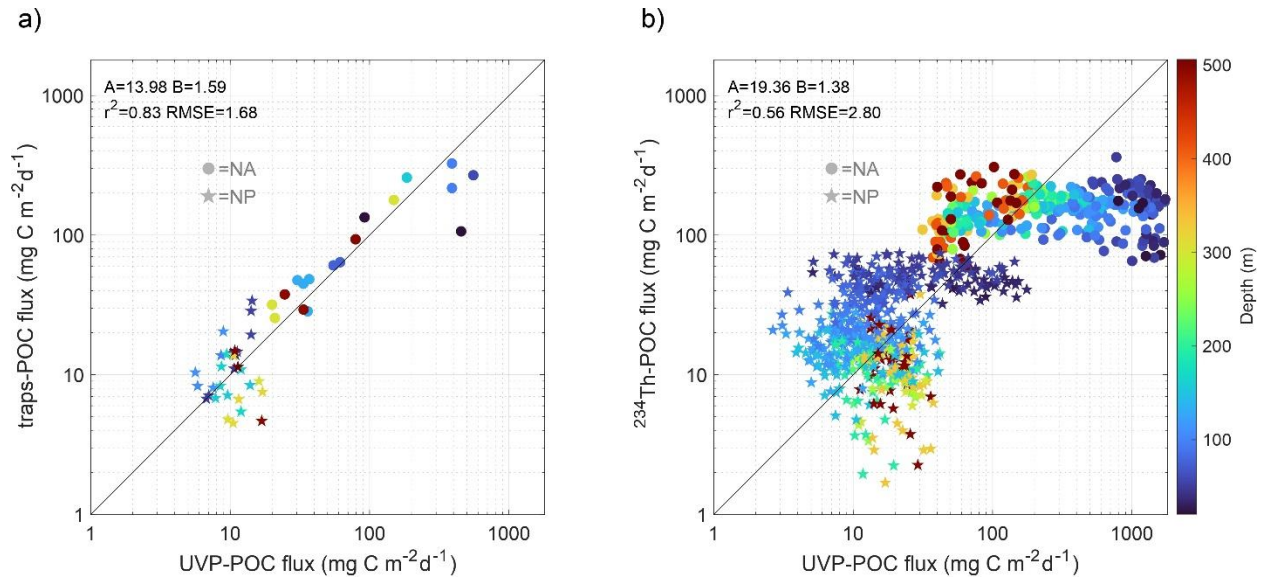 a)
A=13.98 B=1.59
r²=0.83 RMSE=1.68
=NA
=NP
1000
100
10
1
1 10 100 1000
traps-POC flux (mg C m⁻²d⁻¹)
UVP-POC flux (mg C m⁻²d⁻¹)
b)
A=19.36 B=1.38
r²=0.56 RMSE=2.80
=NA
=NP
1000
100
10
1
1 10 100 1000
²³⁴Th-POC flux (mg C m⁻²d⁻¹)
UVP-POC flux (mg C m⁻²d⁻¹)
500
400
300
200
100
Depth (m)